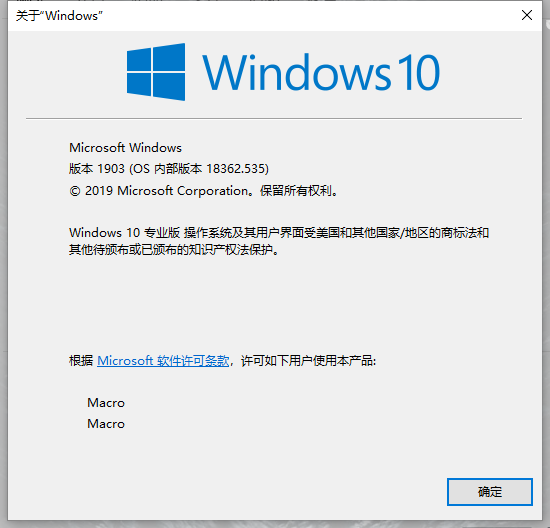 关于“Windows”
Windows 10
Microsoft Windows
版本 1903 (OS 内部版本 18362.535)
© 2019 Microsoft Corporation。保留所有权利。
Windows 10 专业版 操作系统及其用户界面受美国和其他国家/地区的商标法和
其他待颁布或已颁布的知识产权法保护。
根据 Microsoft 软件许可条款，许可如下用户使用本产品:
Macro
Macro
确定